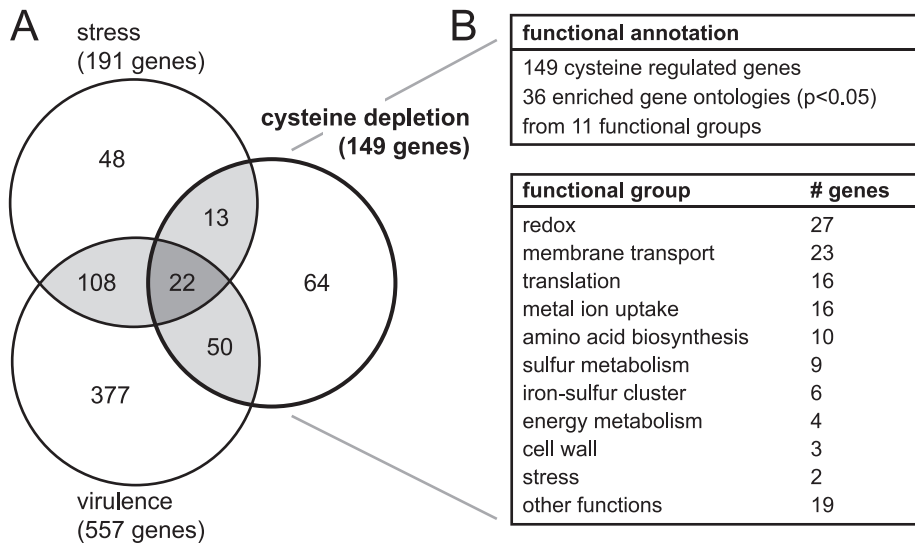 A
stress
(191 genes)
48
cysteine depletion
(149 genes)
13
108
22
64
50
377
virulence
(557 genes)
B
functional annotation
149 cysteine regulated genes
36 enriched gene ontologies (p<0.05)
from 11 functional groups
functional group # genes
redox 27
membrane transport 23
translation 16
metal ion uptake 16
amino acid biosynthesis 10
sulfur metabolism 9
iron-sulfur cluster 6
energy metabolism 4
cell wall 3
stress 2
other functions 19